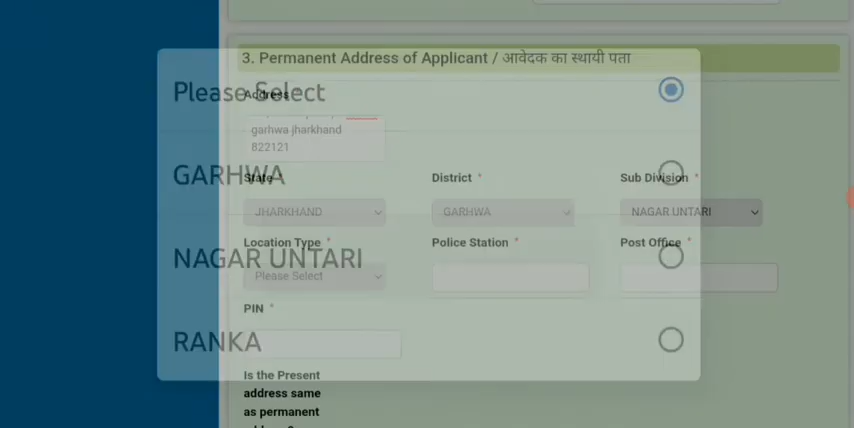 3. Permanent Address of Applicant / आवेदक का स्थायी पता
Please Select
Address
garhwa jharkhand
822121
GARHWA
State *
District *
Sub Division *
JHARKHAND
GARHWA
NAGAR UNTARI
Location Type *
Police Station *
Post Office *
NAGAR UNTARI
Please Select
PIN *
RANKA
Is the Present
address same
as permanent